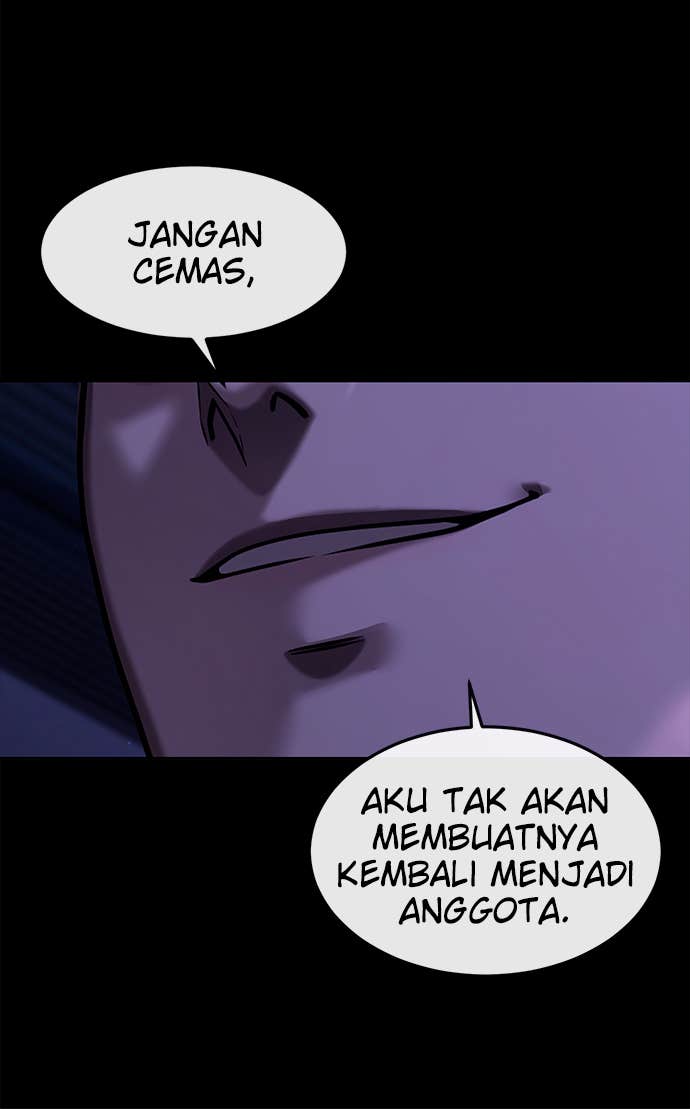 JANGAN
CEMAS,
AKU TAK AKAN
MEMBUATNYA
KEMBALI MENJADI
ANGGOTA.